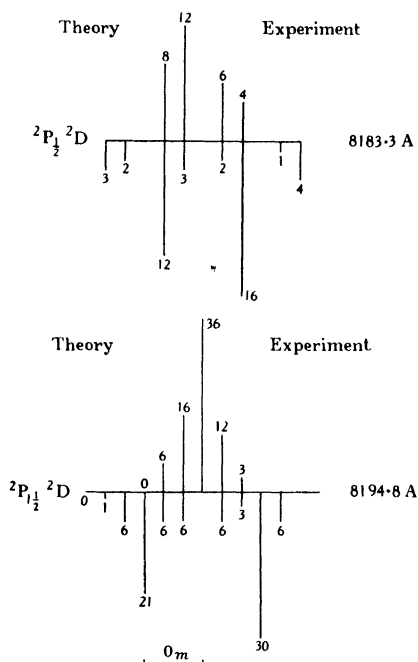 12
Theory Experiment
8
6
4
²P½ ²D 8183·3 A
3 2 3 2 1 4
12
16
36
Theory Experiment
16
12
6
0 3
²P1½ ²D 8194·8 A
0 1 3
6 6 6 6 6
21
30
0m